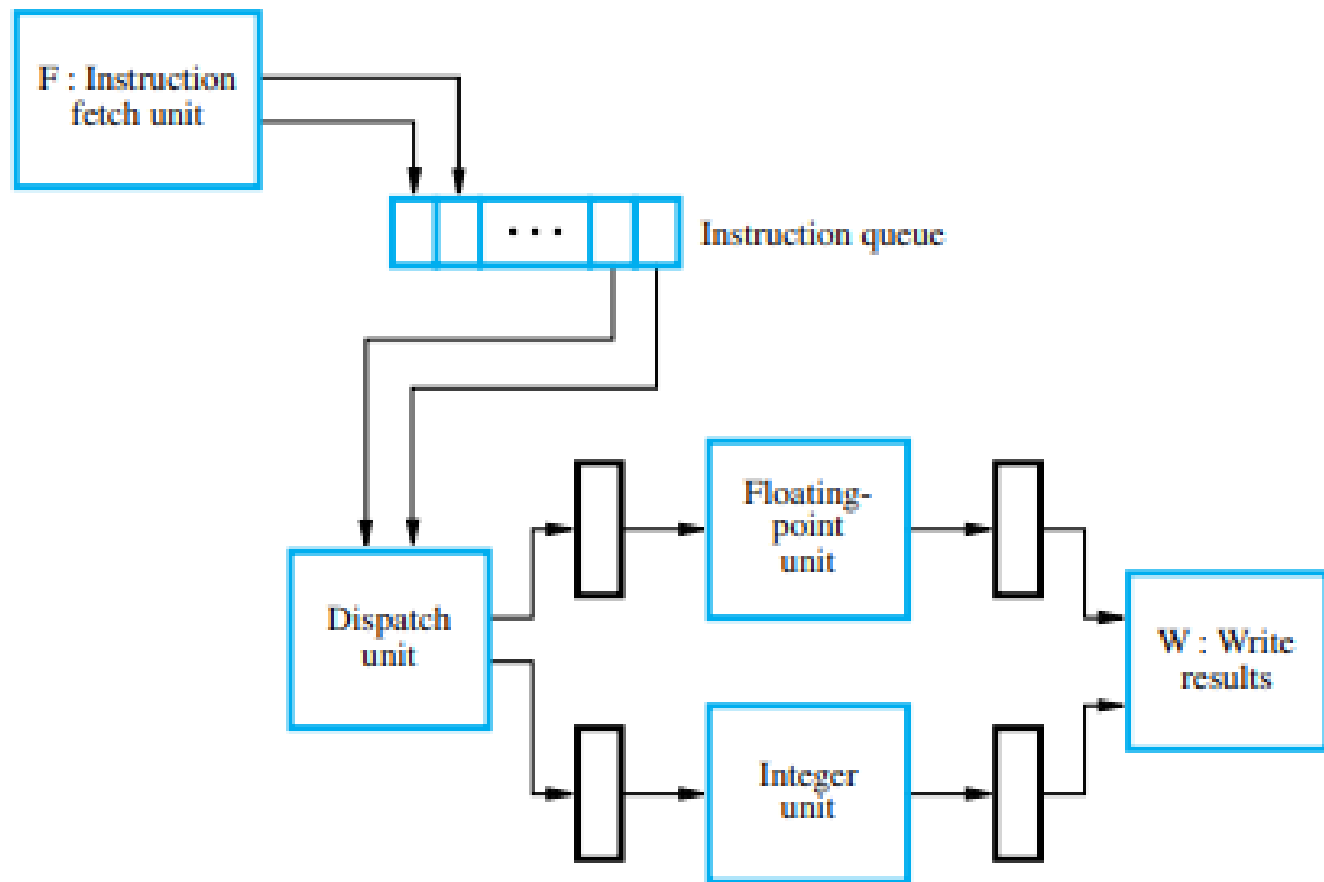 F : Instruction
fetch unit
. . .
Instruction queue
Floating-
point
unit
Dispatch
unit
W : Write
results
Integer
unit